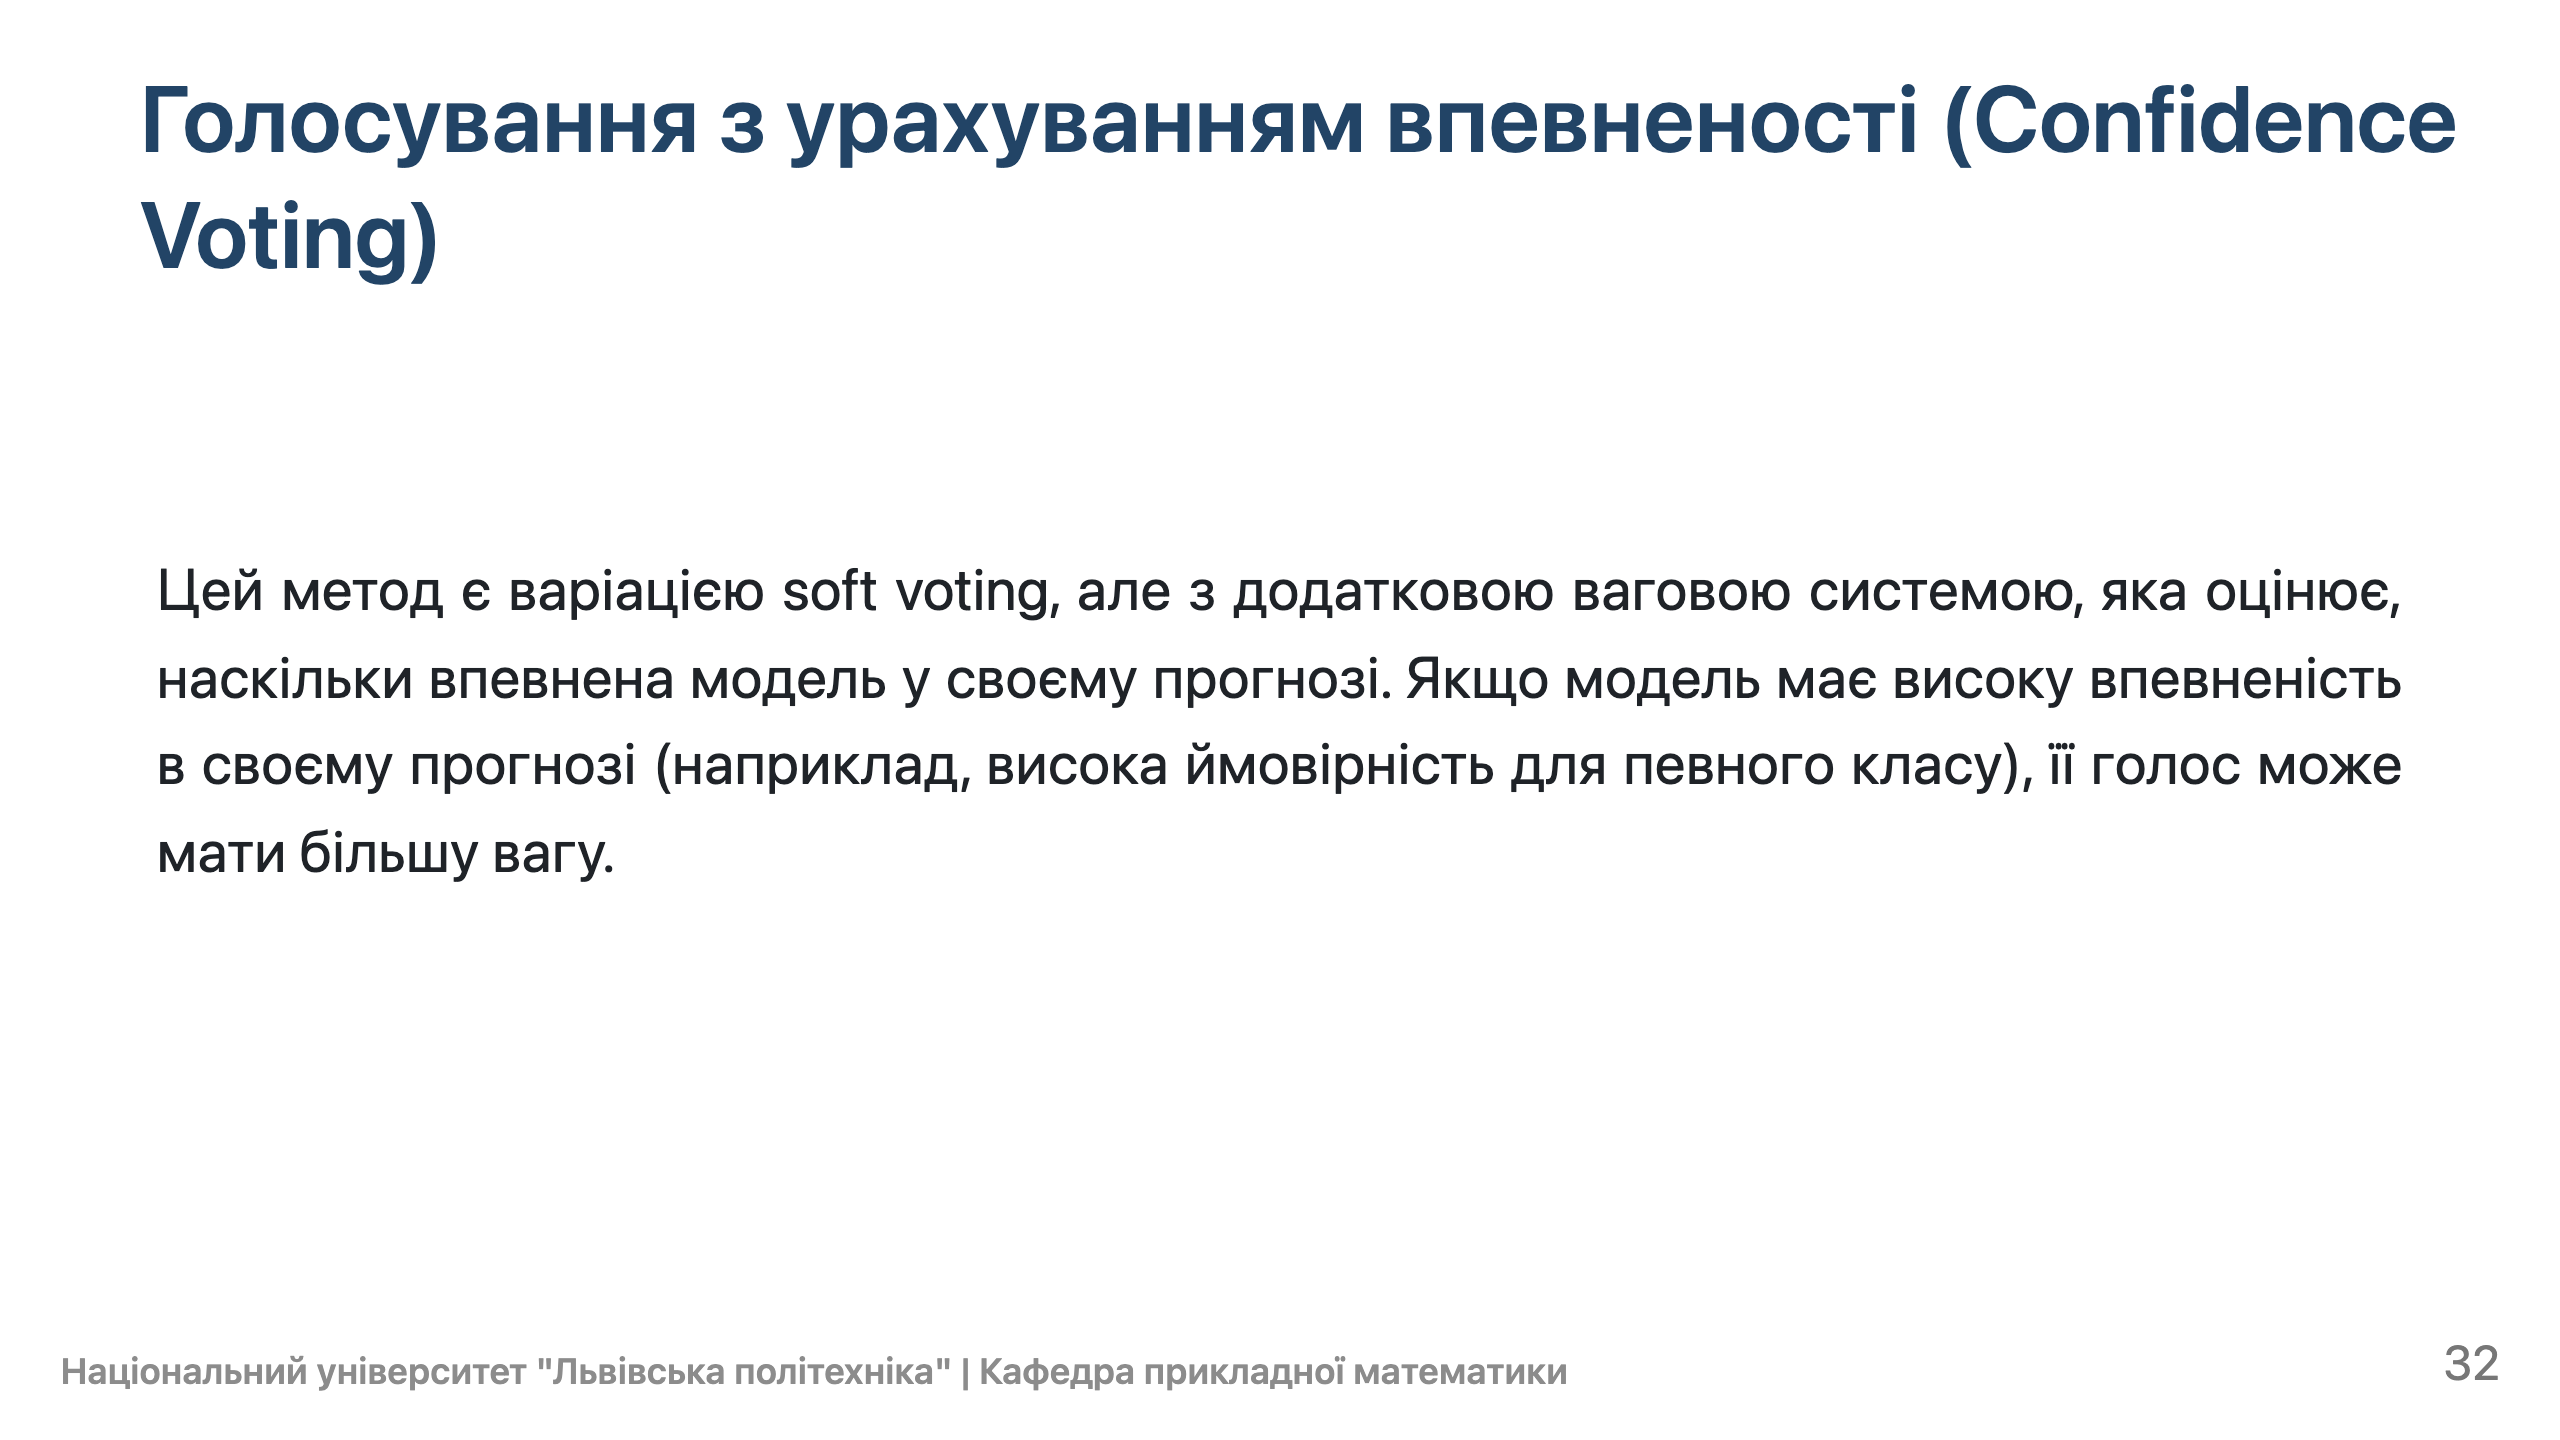 Голосування з урахуванням впевненості (Confidence
Voting)
Цей метод є варіацією soft voting, але з додатковою ваговою системою, яка оцінює,
наскільки впевнена модель у своєму прогнозі. Якщо модель має високу впевненість
в своєму прогнозі (наприклад, висока ймовірність для певного класу), її голос може
мати більшу вагу.
Національний університет "Львівська політехніка" | Кафедра прикладної математики
32